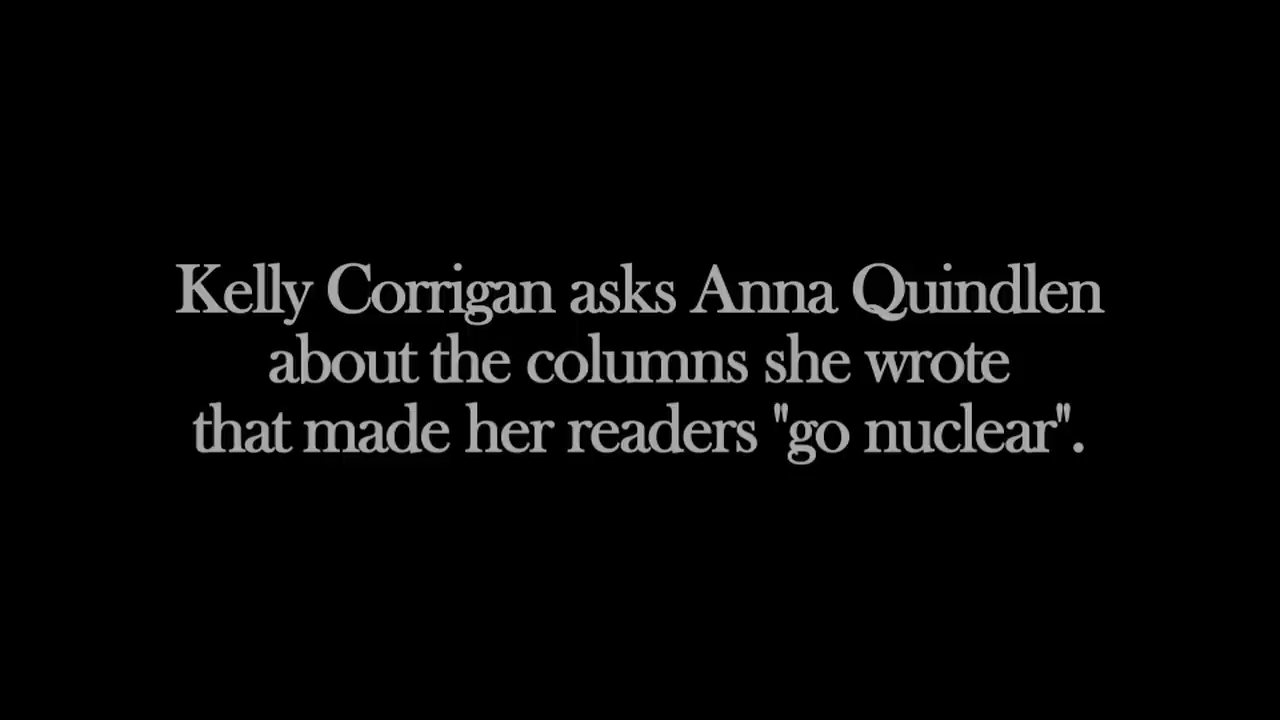 Kelly Corrigan asks Anna Quindlen
about the columns she wrote
that made her readers "go nuclear".